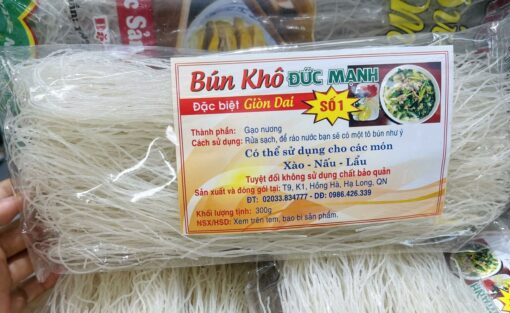 c Sả
Bún Khô ĐỨC MẠNH
Đặc biệt Giòn Dai
SỐ 1
Thành phần: Gạo nương
Cách sử dụng: Rửa sạch, để ráo nước bạn sẽ có một tô bún như ý
Có thể sử dụng cho các món
Xào - Nấu - Lẩu
Tuyệt đối không sử dụng chất bảo quản
Sản xuất và đóng gói tại: T9, K1, Hồng Hà, Hạ Long, QN
ĐT: 02033.834777 - DĐ: 0986.426.339
Khối lượng tịnh: 300g
NSX/HSD: Xem trên tem, bao bì sản phẩm.